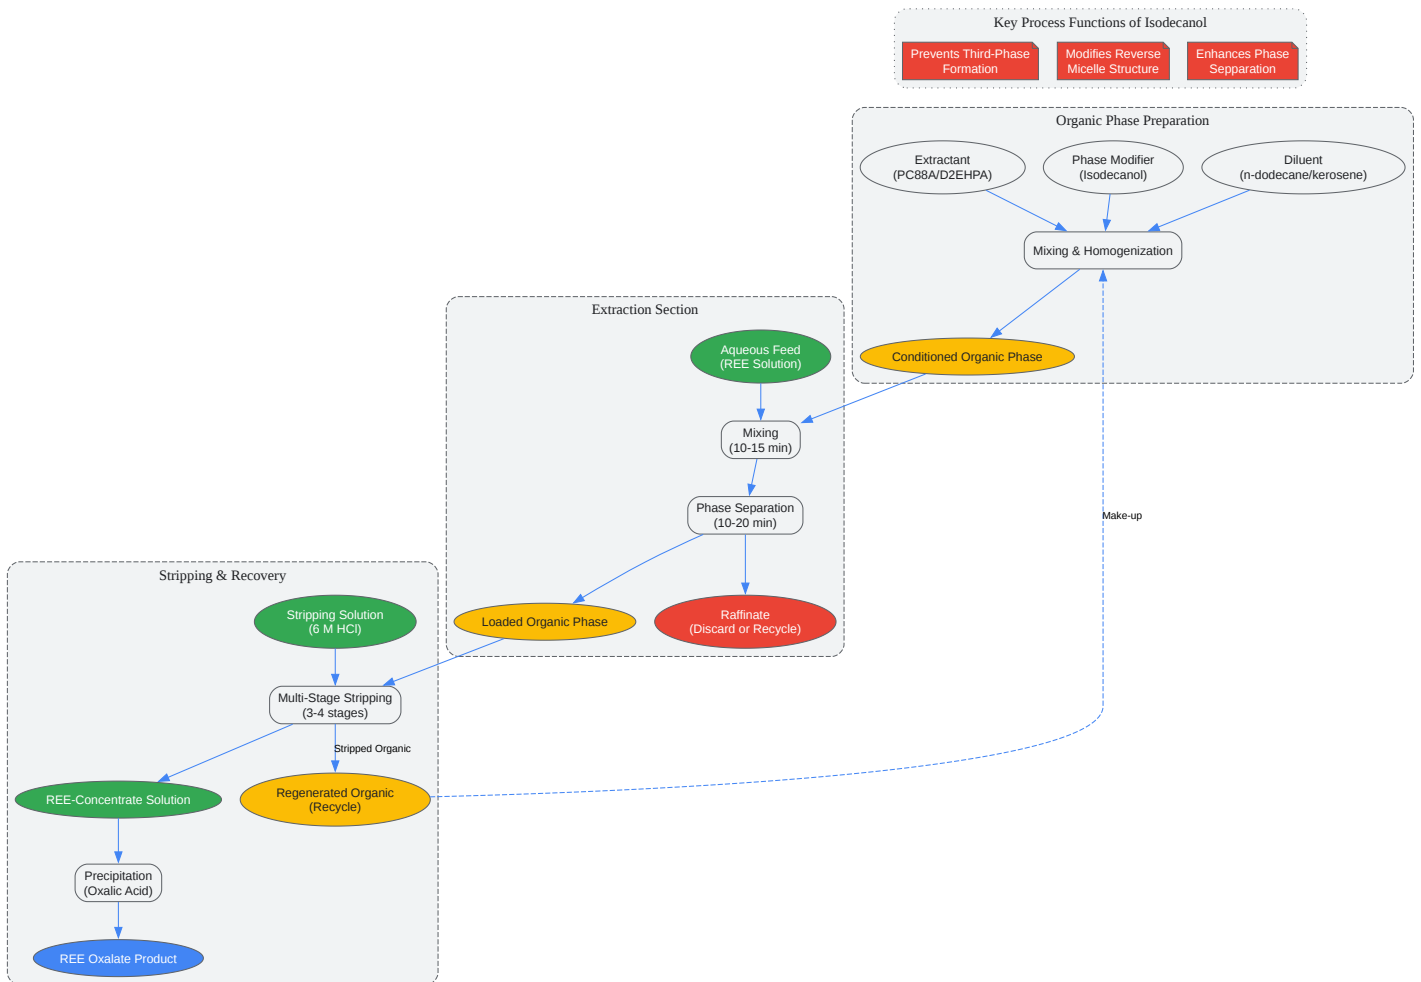 Key Process Functions of Isodecanol
Prevents Third-Phase
Formation
Modifies Reverse
Micelle Structure
Enhances Phase
Sepparation
Organic Phase Preparation
Extractant
(PC88A/D2EHPA)
Phase Modifier
(Isodecanol)
Diluent
(n-dodecane/kerosene)
Mixing & Homogenization
Conditioned Organic Phase
Extraction Section
Aqueous Feed
(REE Solution)
Mixing
(10-15 min)
Phase Separation
(10-20 min)
Loaded Organic Phase
Raffinate
(Discard or Recycle)
Make-up
Stripping & Recovery
Stripping Solution
(6 M HCl)
Multi-Stage Stripping
(3-4 stages)
Stripped Organic
REE-Concentrate Solution
Regenerated Organic
(Recycle)
Precipitation
(Oxalic Acid)
REE Oxalate Product